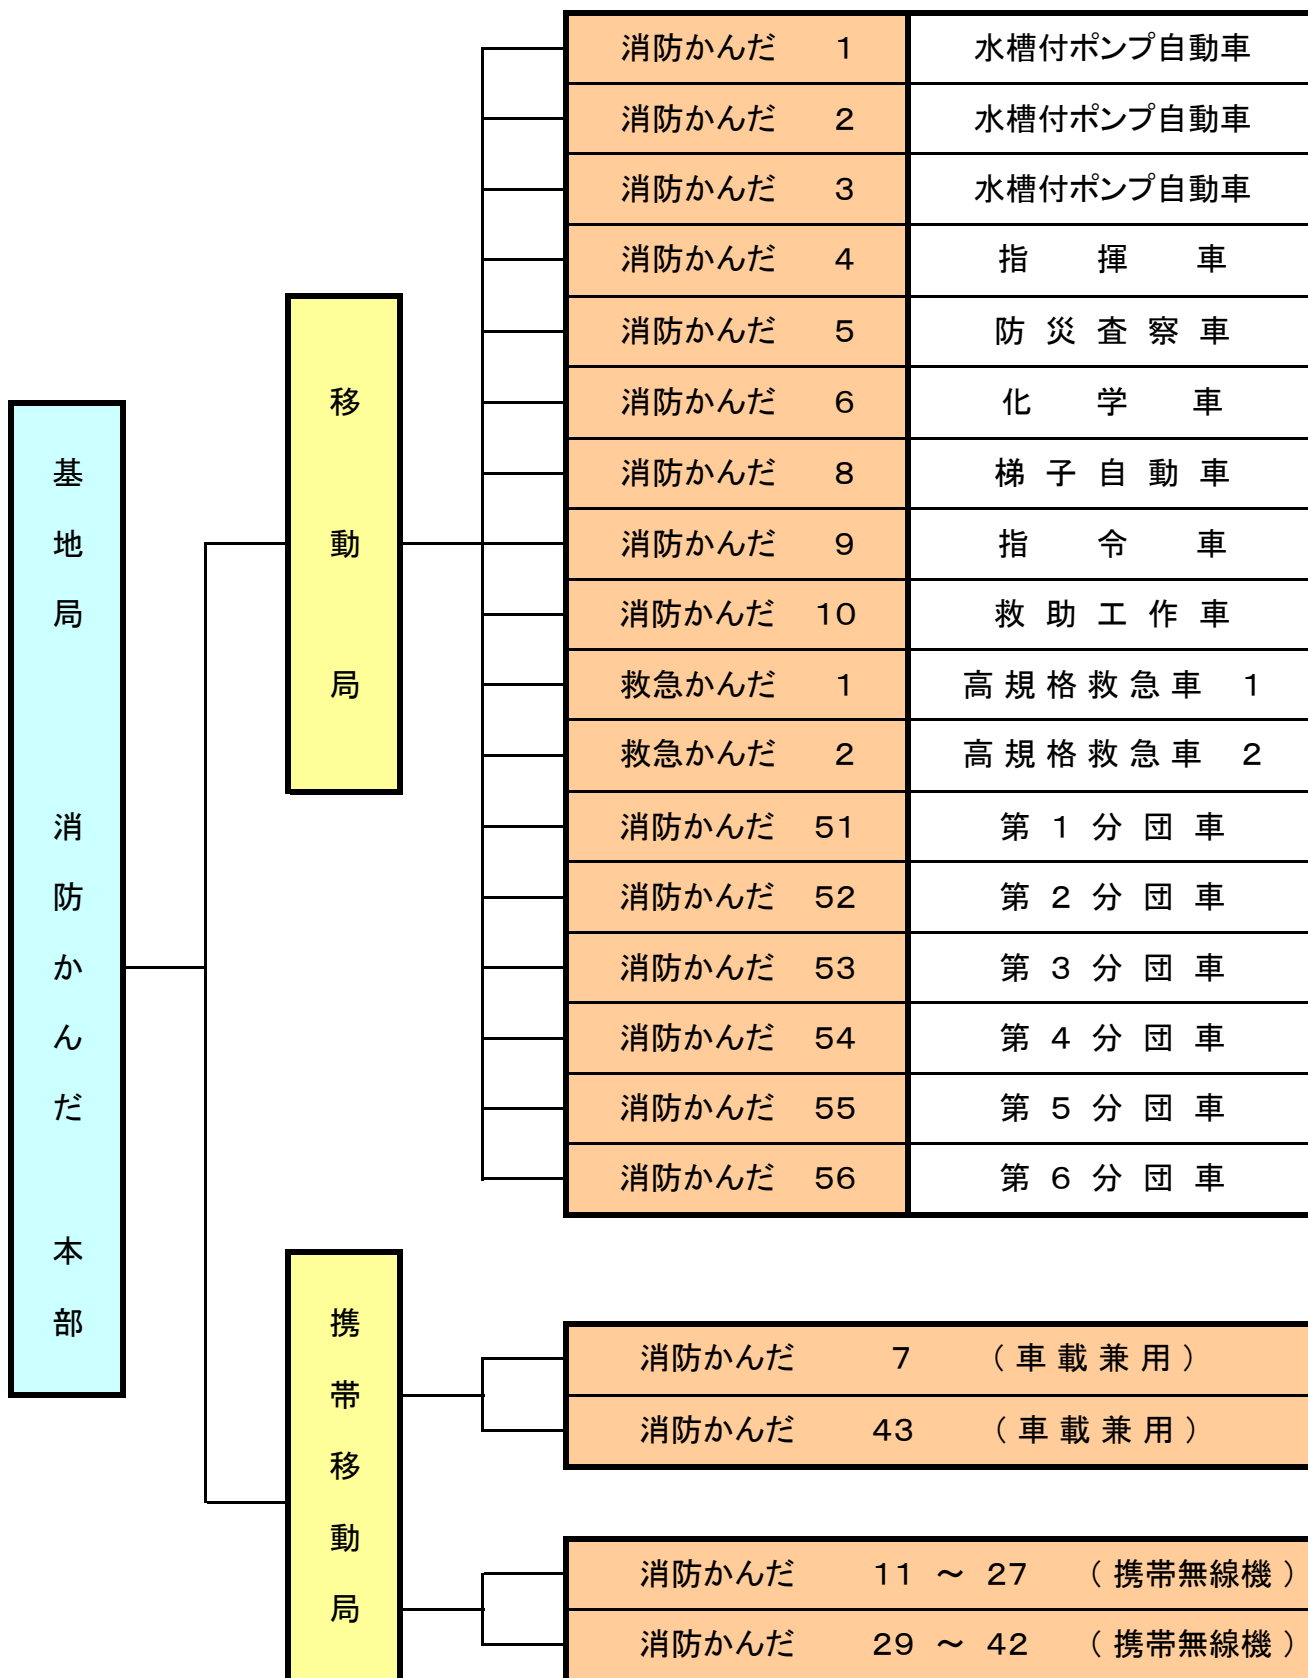 基地局　消防かんだ　本部
移動局
消防かんだ　1　水槽付ポンプ自動車
消防かんだ　2　水槽付ポンプ自動車
消防かんだ　3　水槽付ポンプ自動車
消防かんだ　4　指揮車
消防かんだ　5　防災査察車
消防かんだ　6　化学車
消防かんだ　8　梯子自動車
消防かんだ　9　指令車
消防かんだ　10　救助工作車
救急かんだ　1　高規格救急車　1
救急かんだ　2　高規格救急車　2
消防かんだ　51　第1分団車
消防かんだ　52　第2分団車
消防かんだ　53　第3分団車
消防かんだ　54　第4分団車
消防かんだ　55　第5分団車
消防かんだ　56　第6分団車
携帯移動局
消防かんだ　7　（車載兼用）
消防かんだ　43　（車載兼用）
消防かんだ　11 ～ 27　（携帯無線機）
消防かんだ　29 ～ 42　（携帯無線機）